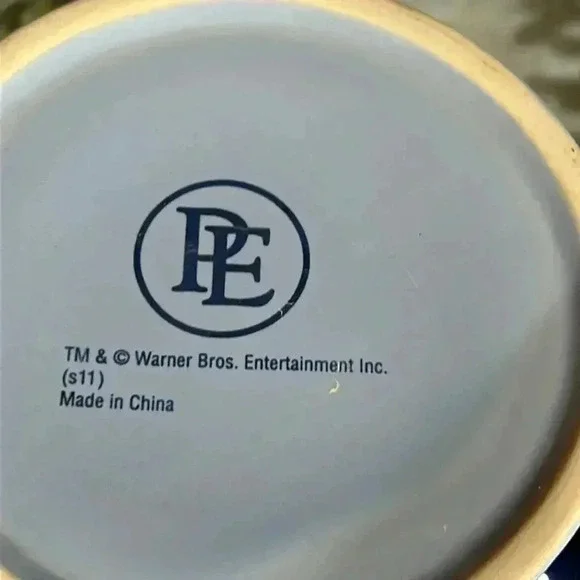 PE
TM & © Warner Bros. Entertainment Inc.
(s11)
Made in China